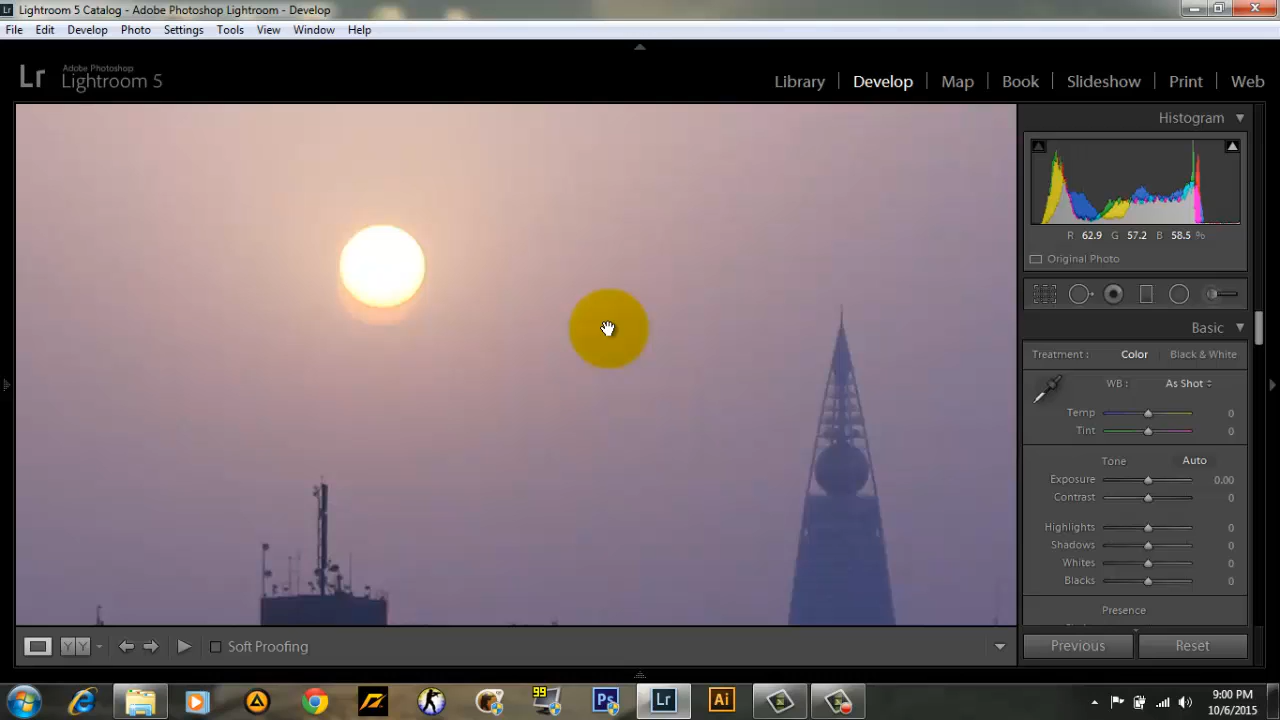 Lightroom 5 Catalog - Adobe Photoshop Lightroom - Develop
File Edit Develop Photo Settings Tools View Window Help
Lr Adobe Photoshop
Lightroom 5
Library Develop Map Book Slideshow Print Web
Histogram
R 62.9 G 57.2 B 58.5 %
Original Photo
Basic
Treatment : Color Black & White
WB : As Shot
Temp 0
Tint 0
Tone Auto
Exposure 0.00
Contrast 0
Highlights 0
Shadows 0
Whites 0
Blacks 0
Presence
YY Soft Proofing Previous Reset
99 Ps Lr Ai
9:00 PM
10/6/2015